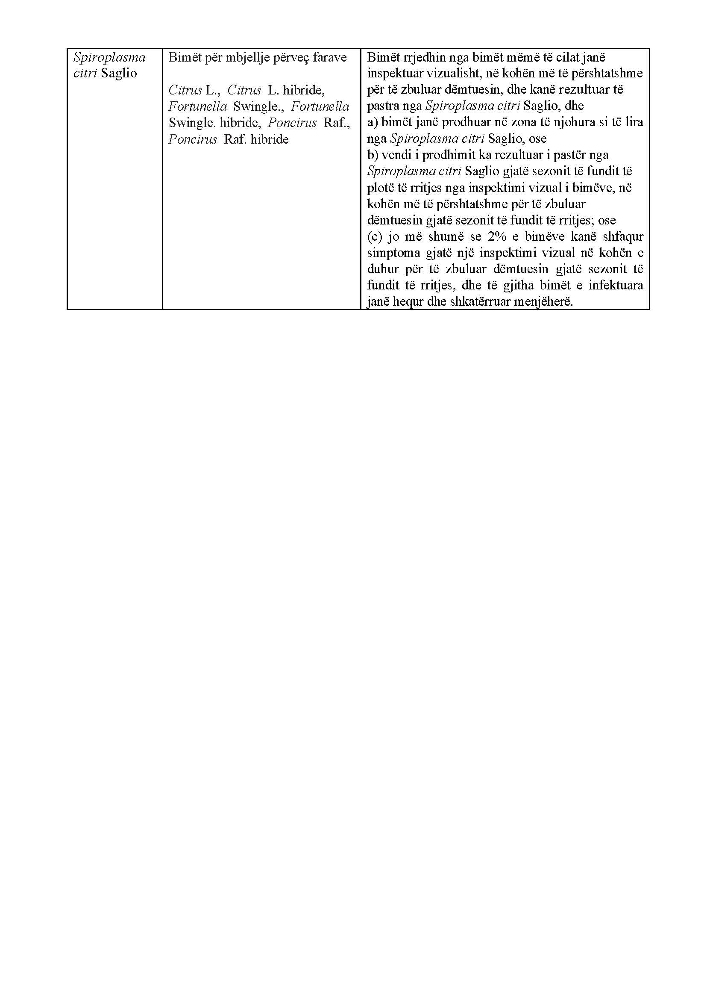 Spiroplasma
citri Saglio
Bimët për mbjellje përveç farave
Citrus L., Citrus L. hibride,
Fortunella Swingle., Fortunella
Swingle. hibride, Poncirus Raf.,
Poncirus Raf. hibride
Bimët rrjedhin nga bimët mëmë të cilat janë
inspektuar vizualisht, në kohën më të përshtatshme
për të zbuluar dëmtuesin, dhe kanë rezultuar të
pastra nga Spiroplasma citri Saglio, dhe
a) bimët janë prodhuar në zona të njohura si të lira
nga Spiroplasma citri Saglio, ose
b) vendi i prodhimit ka rezultuar i pastër nga
Spiroplasma citri Saglio gjatë sezonit të fundit të
plotë të rritjes nga inspektimi vizual i bimëve, në
kohën më të përshtatshme për të zbuluar
dëmtuesin gjatë sezonit të fundit të rritjes; ose
(c) jo më shumë se 2% e bimëve kanë shfaqur
simptoma gjatë një inspektimi vizual në kohën e
duhur për të zbuluar dëmtuesin gjatë sezonit të
fundit të rritjes, dhe të gjitha bimët e infektuara
janë hequr dhe shkatërruar menjëherë.